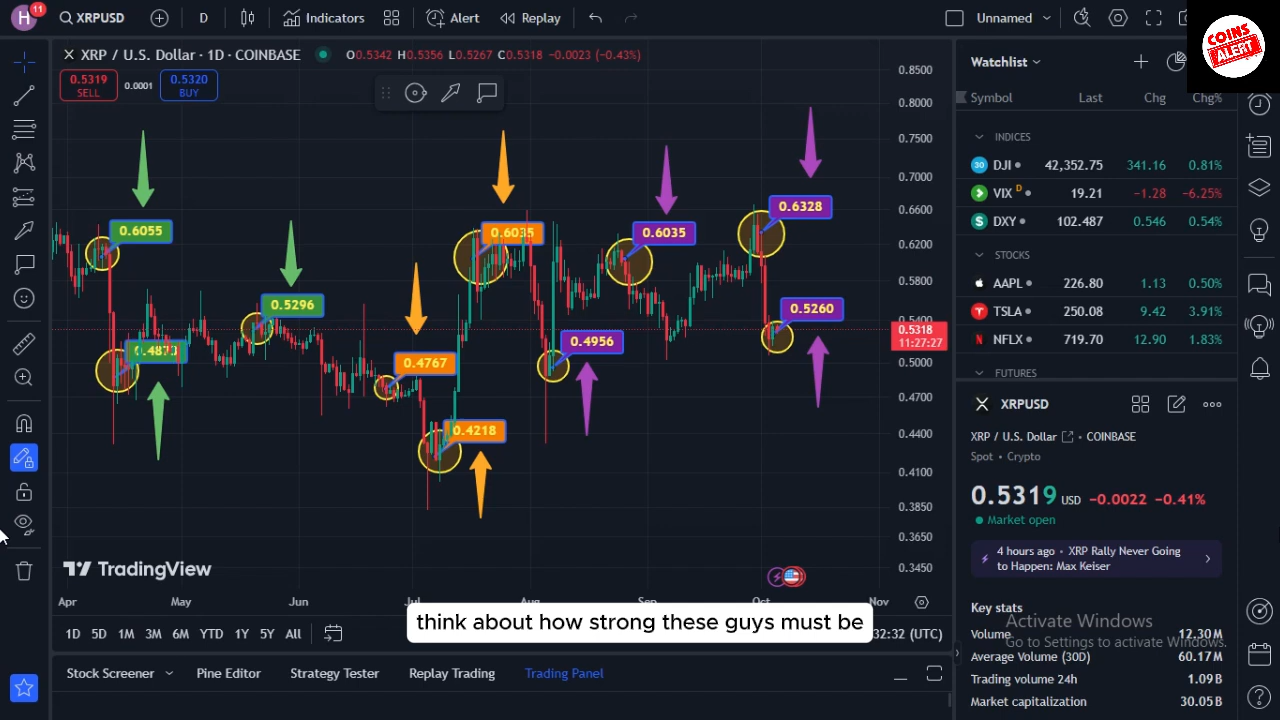 H
11
XRPUSD
D
Indicators
Alert
Replay
Unnamed
COINS
ALERT
XRP / U.S. Dollar · 1D · COINBASE
O0.5342 H0.5356 L0.5267 C0.5318 -0.0023 (-0.43%)
0.5319
SELL
0.0001
0.5320
BUY
0.6055
0.4873
0.5296
0.4767
0.4218
0.6035
0.4956
0.6035
0.6328
0.5260
0.8500
0.8000
0.7500
0.7000
0.6600
0.6200
0.5800
0.5400
0.5318
11:27:27
0.5000
0.4700
0.4400
0.4100
0.3850
0.3650
0.3450
TradingView
Apr May Jun Jul Aug Sep Oct Nov
think about how strong these guys must be
1D 5D 1M 3M 6M YTD 1Y 5Y All
32:32 (UTC)
Stock Screener
Pine Editor
Strategy Tester
Replay Trading
Trading Panel
Watchlist
Symbol Last Chg Chg%
INDICES
30 DJI 42,352.75 341.16 0.81%
VIX D 19.21 -1.28 -6.25%
$ DXY 102.487 0.546 0.54%
STOCKS
AAPL 226.80 1.13 0.50%
TSLA 250.08 9.42 3.91%
NFLX 719.70 12.90 1.83%
FUTURES
XRPUSD
XRP / U.S. Dollar COINBASE
Spot • Crypto
0.5319 USD -0.0022 -0.41%
Market open
4 hours ago • XRP Rally Never Going
to Happen: Max Keiser
Key stats
Activate Windows
Go to Settings to activate Windows.
Volume 12.30M
Average Volume (30D) 60.17M
Trading volume 24h 1.09B
Market capitalization 30.05B